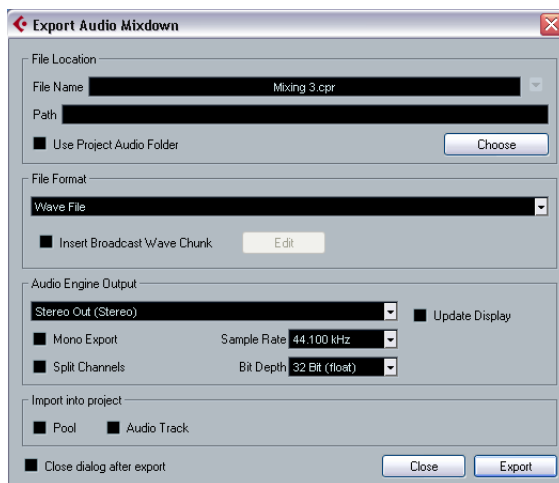 Export Audio Mixdown
File Location
File Name Mixing 3.cpr
Path
Use Project Audio Folder Choose
File Format
Wave File
Insert Broadcast Wave Chunk Edit
Audio Engine Output
Stereo Out (Stereo) Update Display
Mono Export Sample Rate 44.100 kHz
Split Channels Bit Depth 32 Bit (float)
Import into project
Pool Audio Track
Close dialog after export Close Export